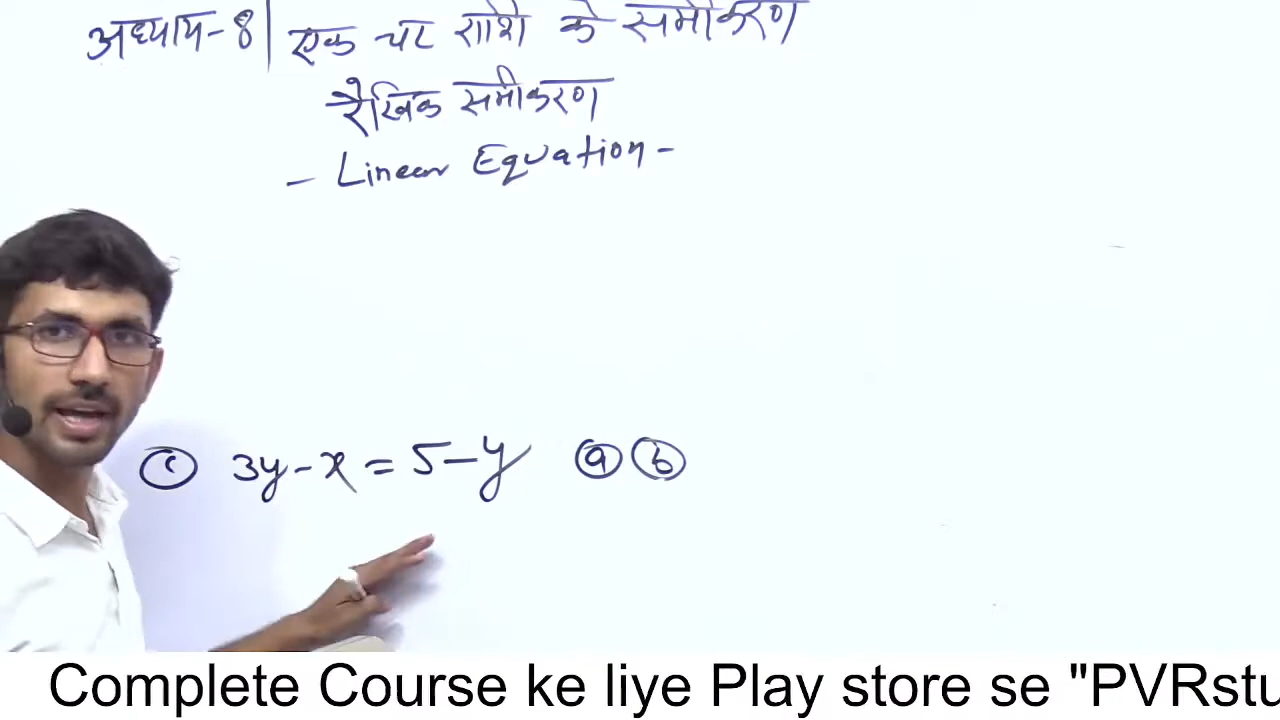 अध्याय-8 | एक चर राशि के समीकरण
रैखिक समीकरण
- Linear Equation -
① 3y - x = 5 - y ⓐ ⓑ
Complete Course ke liye Play store se "PVRstu